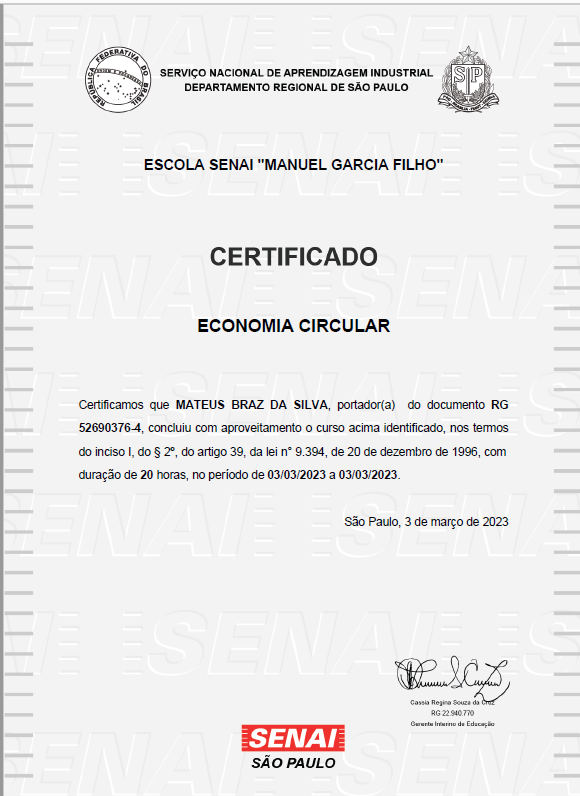 REPÚBLICA FEDERATIVA DO BRASIL
SERVIÇO NACIONAL DE APRENDIZAGEM INDUSTRIAL
DEPARTAMENTO REGIONAL DE SÃO PAULO
SP
ESCOLA SENAI "MANUEL GARCIA FILHO"
CERTIFICADO
ECONOMIA CIRCULAR
Certificamos que MATEUS BRAZ DA SILVA, portador(a) do documento RG
52690376-4, concluiu com aproveitamento o curso acima identificado, nos termos
do inciso I, do § 2º, do artigo 39, da lei n° 9.394, de 20 de dezembro de 1996, com
duração de 20 horas, no período de 03/03/2023 a 03/03/2023.
São Paulo, 3 de março de 2023
Cassia Regina Souza da Cruz
RG 22.940.770
Gerente Interino de Educação
SENAI
SÃO PAULO